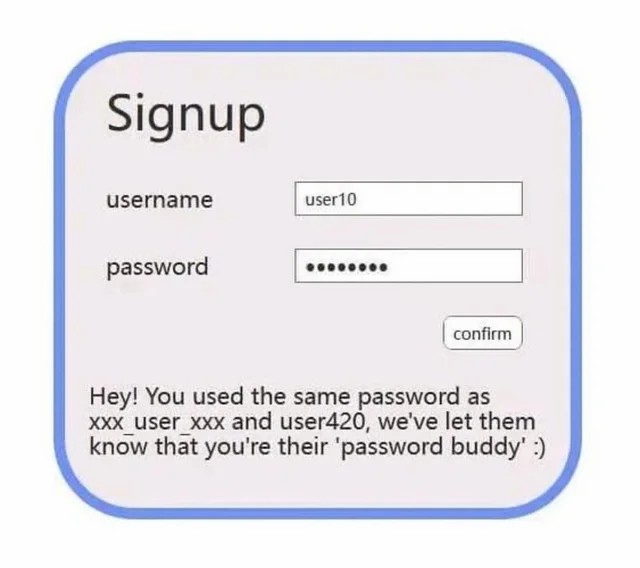 Signup
username
user10
password
••••••••
confirm
Hey! You used the same password as
xxx_user_xxx and user420, we've let them
know that you're their 'password buddy' :)